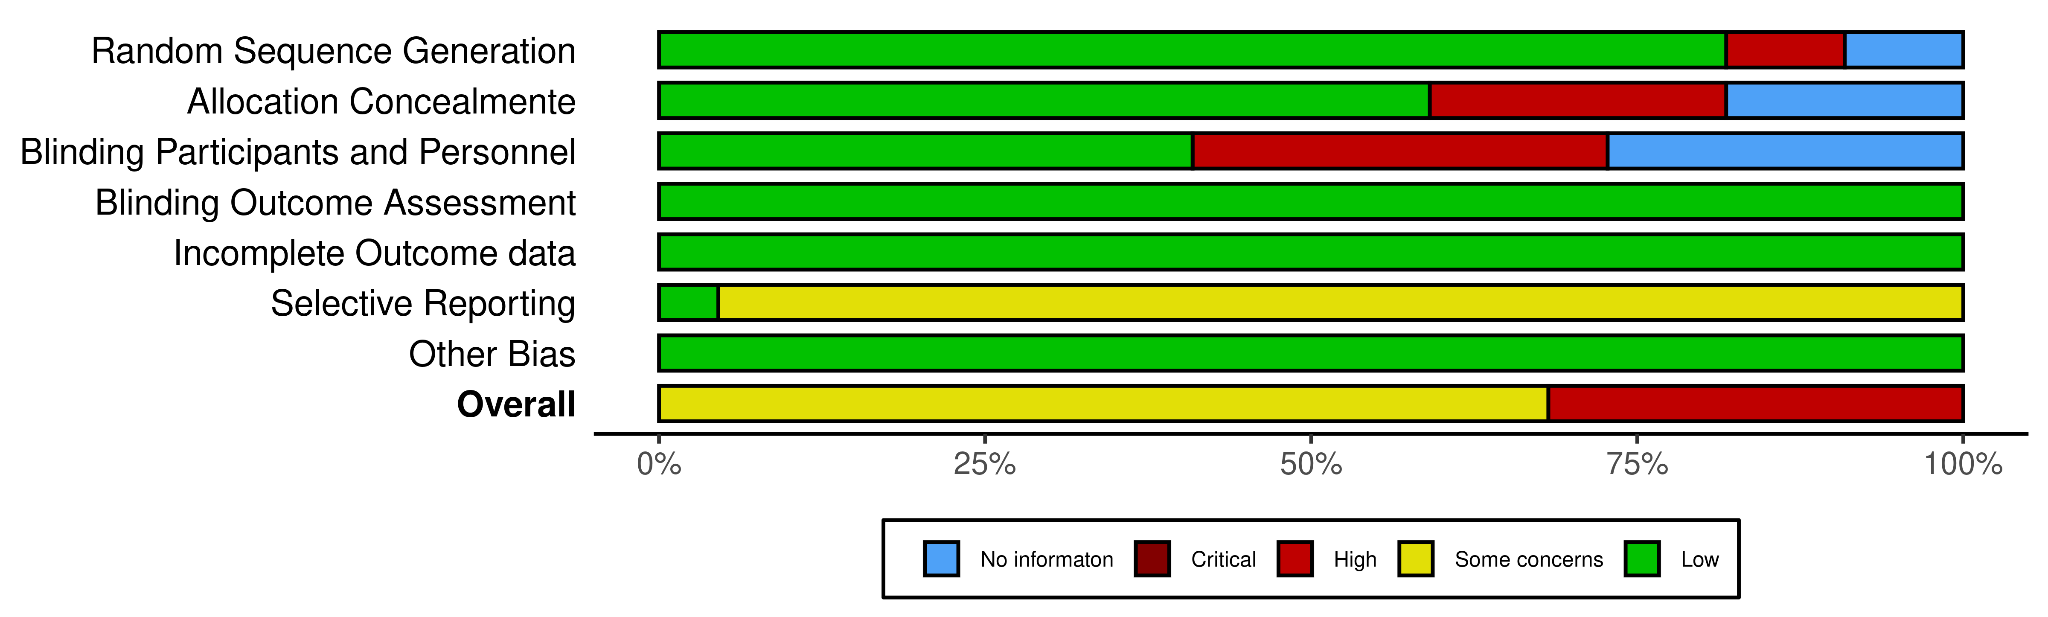 Random Sequence Generation
Allocation Concealmente
Blinding Participants and Personnel
Blinding Outcome Assessment
Incomplete Outcome data
Selective Reporting
Other Bias
Overall
0% 25% 50% 75% 100%
No informaton Critical High Some concerns Low